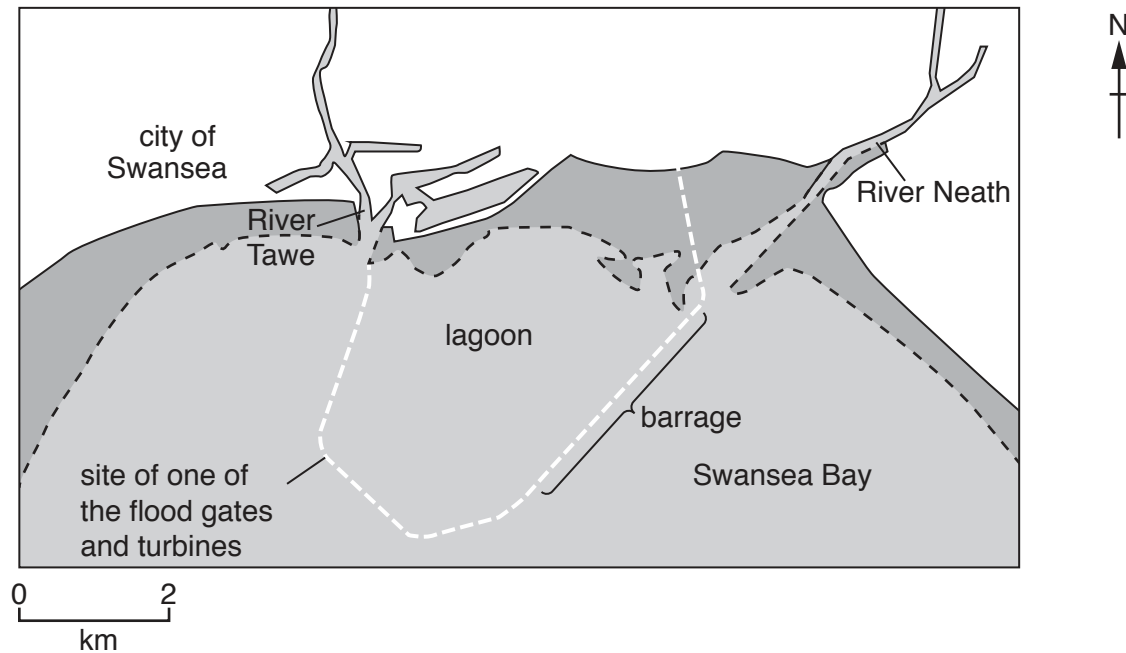 N
city of
Swansea
River
Tawe
River Neath
lagoon
barrage
site of one of
the flood gates
and turbines
Swansea Bay
0 2
km